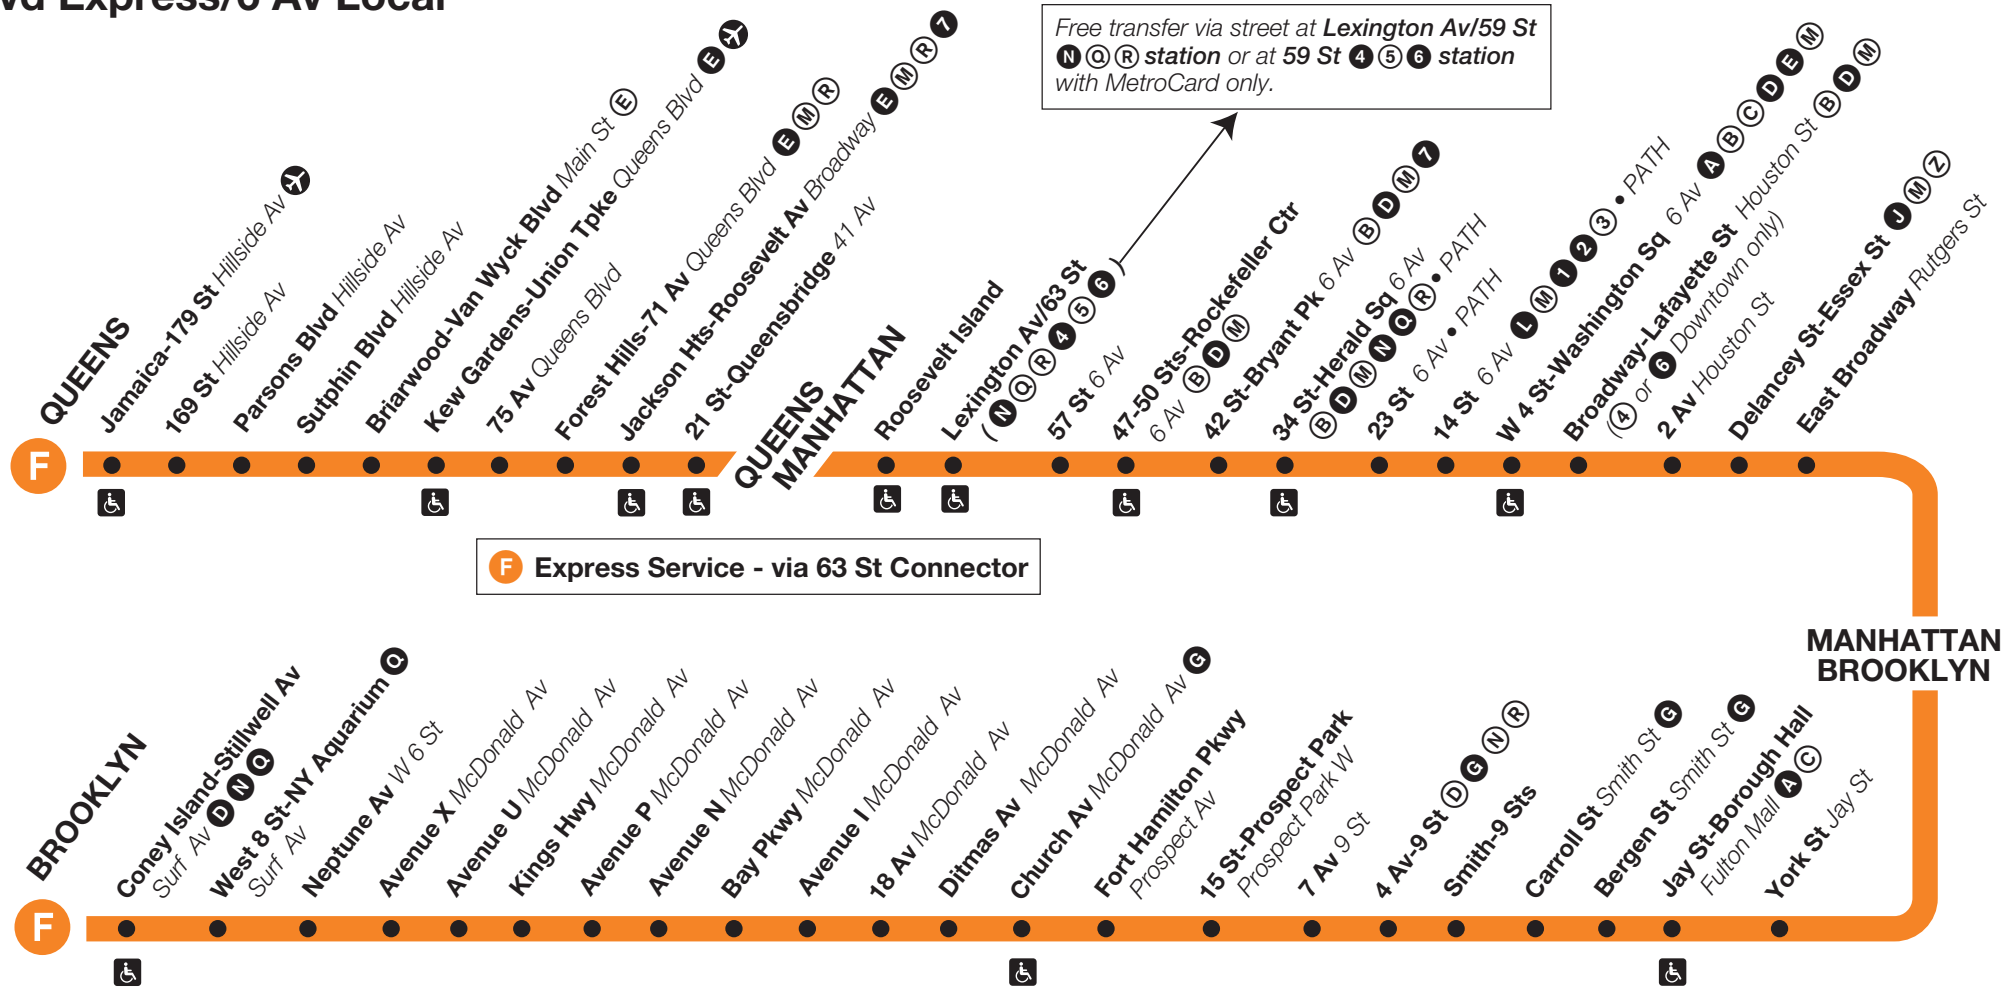 vd Express/6 Av Local
Free transfer via street at Lexington Av/59 St
N Q R station or at 59 St 4 5 6 station
with MetroCard only.
QUEENS
F
Jamaica-179 St Hillside Av
169 St Hillside Av
Parsons Blvd Hillside Av
Sutphin Blvd Hillside Av
Briarwood-Van Wyck Blvd Main St E
Kew Gardens-Union Tpke Queens Blvd E
75 Av Queens Blvd
Forest Hills-71 Av Queens Blvd E M R
Jackson Hts-Roosevelt Av Broadway E M R 7
21 St-Queensbridge 41 Av
QUEENS
MANHATTAN
Roosevelt Island
Lexington Av/63 St
( N Q R 4 5 6 )
57 St 6 Av
47-50 Sts-Rockefeller Ctr
6 Av B D M
42 St-Bryant Pk 6 Av B D M 7
34 St-Herald Sq 6 Av
B D M N Q R • PATH
23 St 6 Av • PATH
14 St 6 Av L M 1 2 3 • PATH
W 4 St-Washington Sq 6 Av A B C D E M
Broadway-Lafayette St Houston St B D M
(4 or 6 Downtown only)
2 Av Houston St
Delancey St-Essex St J M Z
East Broadway Rutgers St
F Express Service - via 63 St Connector
MANHATTAN
BROOKLYN
BROOKLYN
F
Coney Island-Stillwell Av
Surf Av D N Q
West 8 St-NY Aquarium Q
Surf Av
Neptune Av W 6 St
Avenue X McDonald Av
Avenue U McDonald Av
Kings Hwy McDonald Av
Avenue P McDonald Av
Avenue N McDonald Av
Bay Pkwy McDonald Av
Avenue I McDonald Av
18 Av McDonald Av
Ditmas Av McDonald Av
Church Av McDonald Av G
Fort Hamilton Pkwy
Prospect Av
15 St-Prospect Park
Prospect Park W
7 Av 9 St
4 Av-9 St D G N R
Smith-9 Sts
Carroll St Smith St G
Bergen St Smith St G
Jay St-Borough Hall
Fulton Mall A C
York St Jay St